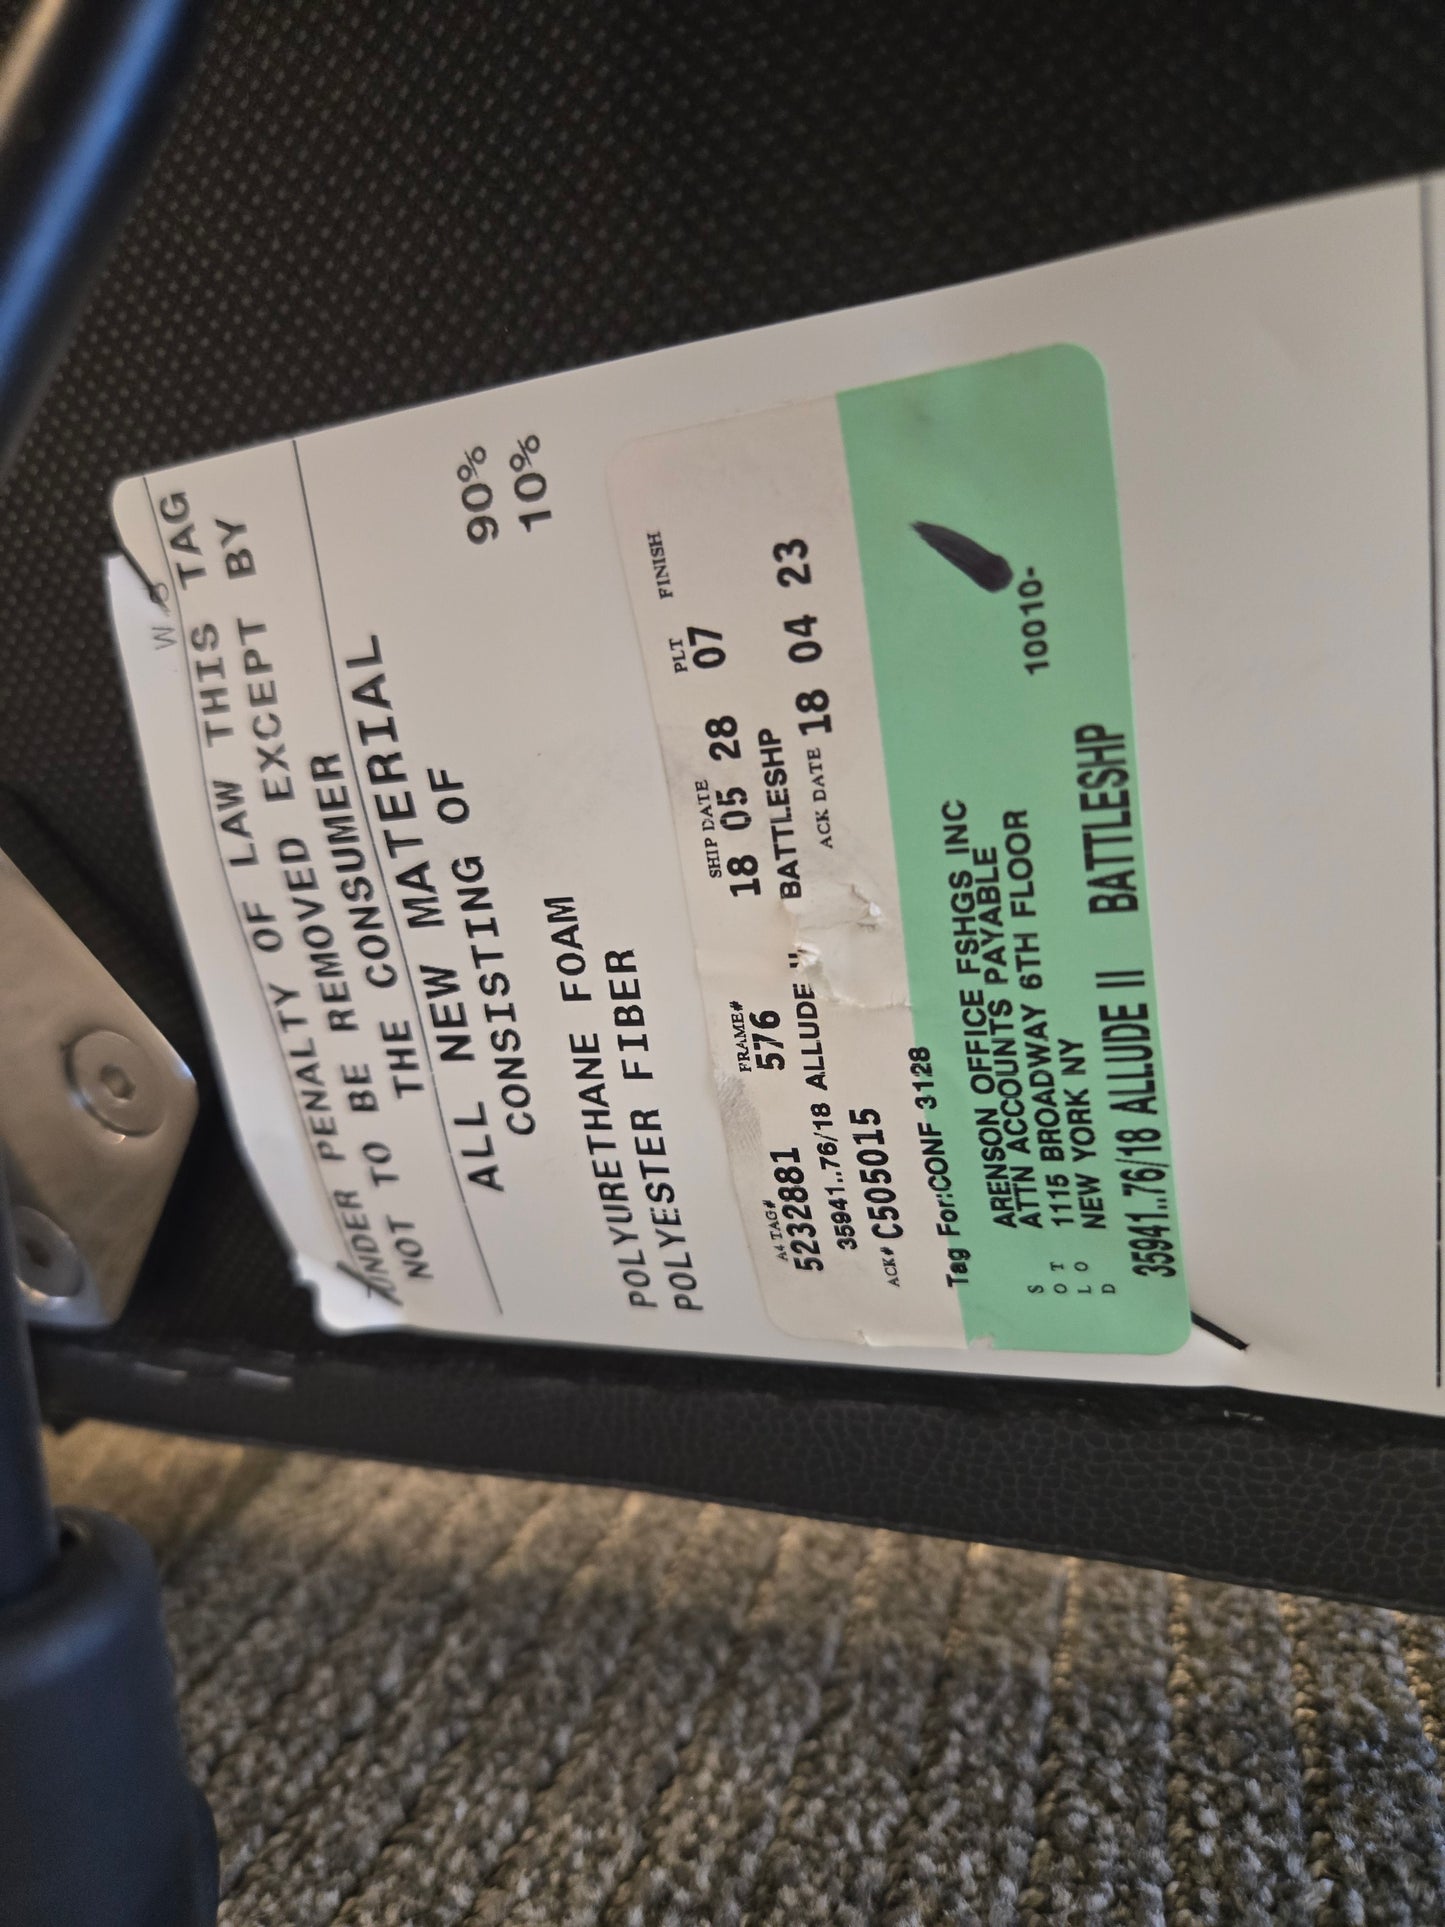 UNDER PENALTY OF LAW THIS TAG
NOT TO BE REMOVED EXCEPT BY
THE CONSUMER
ALL NEW MATERIAL
CONSISTING OF
POLYURETHANE FOAM 90%
POLYESTER FIBER 10%
A4 TAG# FRAME# SHIP DATE PLT FINISH
5232881 576 18 05 28 07
35941..76/18 ALLUDE BATTLESHP
ACK# C505015 ACK DATE 18 04 23
Tag For:CONF 3128
SOLD
TO
ARENSON OFFICE FSHGS INC
ATTN ACCOUNTS PAYABLE
1115 BROADWAY 6TH FLOOR
NEW YORK NY 10010-
35941..76/18 ALLUDE II BATTLESHP